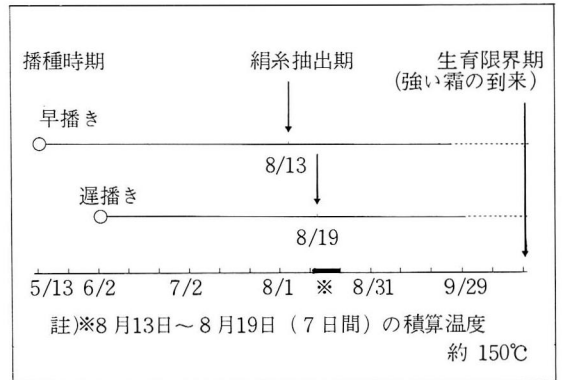 播種時期 絹糸抽出期 生育限界期
(強い霜の到来)
早播き
8/13
遅播き
8/19
5/13 6/2 7/2 8/1 ※ 8/31 9/29
註)※8月13日～8月19日(7日間)の積算温度
約 150℃